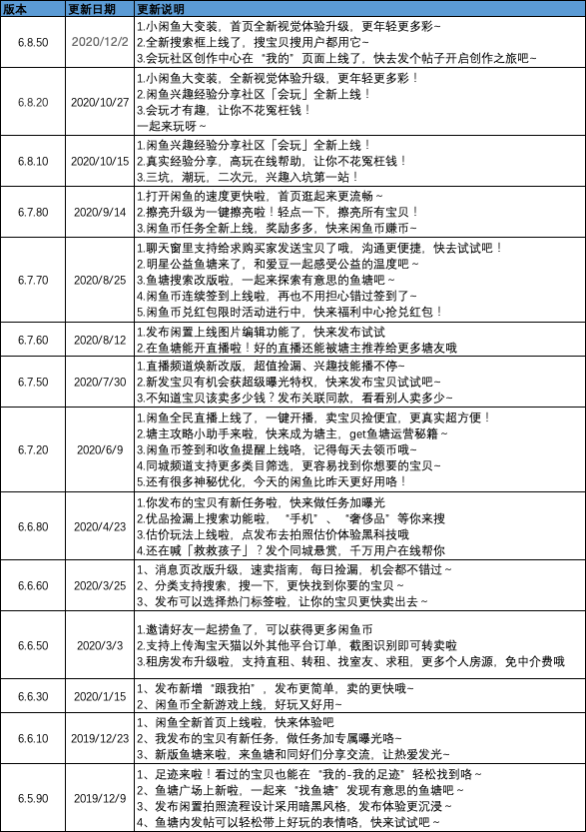 版本 更新日期 更新说明
6.8.50 2020/12/2
1.小闲鱼大变装，首页全新视觉体验升级，更年轻更多彩~
2.全新搜索框上线了，搜宝贝搜用户都用它~
3.会玩社区创作中心在“我的”页面上线了，快去发个帖子开启创作之旅吧~
6.8.20 2020/10/27
1.小闲鱼大变装，全新视觉体验升级，更年轻更多彩！
2.闲鱼兴趣经验分享社区「会玩」全新上线！
3.会玩才有趣，让你不花冤枉钱！
一起来玩呀～
6.8.10 2020/10/15
1.闲鱼兴趣经验分享社区「会玩」全新上线！
2.真实经验分享，高玩在线帮助，让你不花冤枉钱！
3.三坑，潮玩，二次元，兴趣入坑第一站！
6.7.80 2020/9/14
1.打开闲鱼的速度更快啦，首页逛起来更流畅～
2.擦亮升级为一键擦亮啦！轻点一下，擦亮所有宝贝！
3.闲鱼币任务全新上线，奖励多多，快来闲鱼币赚币~
6.7.70 2020/8/25
1.聊天窗里支持给求购买家发送宝贝了哦，沟通更便捷，快去试试吧！
2.明星公益鱼塘来了，和爱豆一起感受公益的温度吧～
3.鱼塘搜索改版啦，一起来探索有意思的鱼塘吧～
4.闲鱼币连续签到上线啦，再也不用担心错过签到了~
5.闲鱼币兑红包限时活动进行中，快来福利中心抢兑红包！
6.7.60 2020/8/12
1.发布闲置上线图片编辑功能了，快来发布试试
2.在鱼塘能开直播啦！好的直播还能被塘主推荐给更多塘友哦
6.7.50 2020/7/30
1.直播频道焕新改版，超值捡漏、兴趣技能播不停~
2.新发宝贝有机会获超级曝光特权，快来发布宝贝试试吧~
3.不知道宝贝该卖多少钱？发布关联同款，看看别人卖多少~
6.7.20 2020/6/9
1.闲鱼全民直播上线了，一键开播，卖宝贝捡便宜，更真实超方便！
2.塘主攻略小助手来啦，快来成为塘主，get鱼塘运营秘籍～
3.闲鱼币签到和收鱼提醒上线咯，记得每天去领币哦~
4.同城频道支持更多类目筛选，更容易找到你想要的宝贝~
5.还有很多神秘优化，今天的闲鱼比昨天更好用咯！
6.6.80 2020/4/23
1.你发布的宝贝有新任务啦，快来做任务加曝光
2.优品捡漏上搜索功能啦，“手机”、“奢侈品”等你来搜
3.估价玩法上线啦，点发布去拍照估价体验黑科技哦
4.还在喊「救救孩子」？发个同城悬赏，千万用户在线帮你
6.6.60 2020/3/25
1、消息页改版升级，速卖指南，每日捡漏，机会都不错过～
2、分类支持搜索，搜一下，更快找到你要的宝贝～
3、发布可以选择热门标签啦，让你的宝贝更快卖出去～
6.6.50 2020/3/3
1.邀请好友一起捞鱼了，可以获得更多闲鱼币
2.支持上传淘宝天猫以外其他平台订单，截图识别即可转卖啦
3.租房发布升级啦，支持直租、转租、找室友、求租，更多个人房源，免中介费哦
6.6.30 2020/1/15
1、发布新增“跟我拍”，发布更简单，卖的更快哦~
2、闲鱼币全新游戏上线，好玩又好用~
6.6.10 2019/12/23
1、闲鱼全新首页上线啦，快来体验吧
2、我发布的宝贝有新任务，做任务加专属曝光咯~
3、新版鱼塘来啦，来鱼塘和同好们分享交流，让热爱发光~
6.5.90 2019/12/9
1、足迹来啦！看过的宝贝也能在“我的-我的足迹”轻松找到咯～
2、鱼塘广场上新啦，一起来“找鱼塘”发现有意思的鱼塘吧～
3、发布闲置拍照流程设计采用暗黑风格，发布体验更沉浸～
4、鱼塘内发帖可以轻松带上好玩的表情咯，快来试试吧～